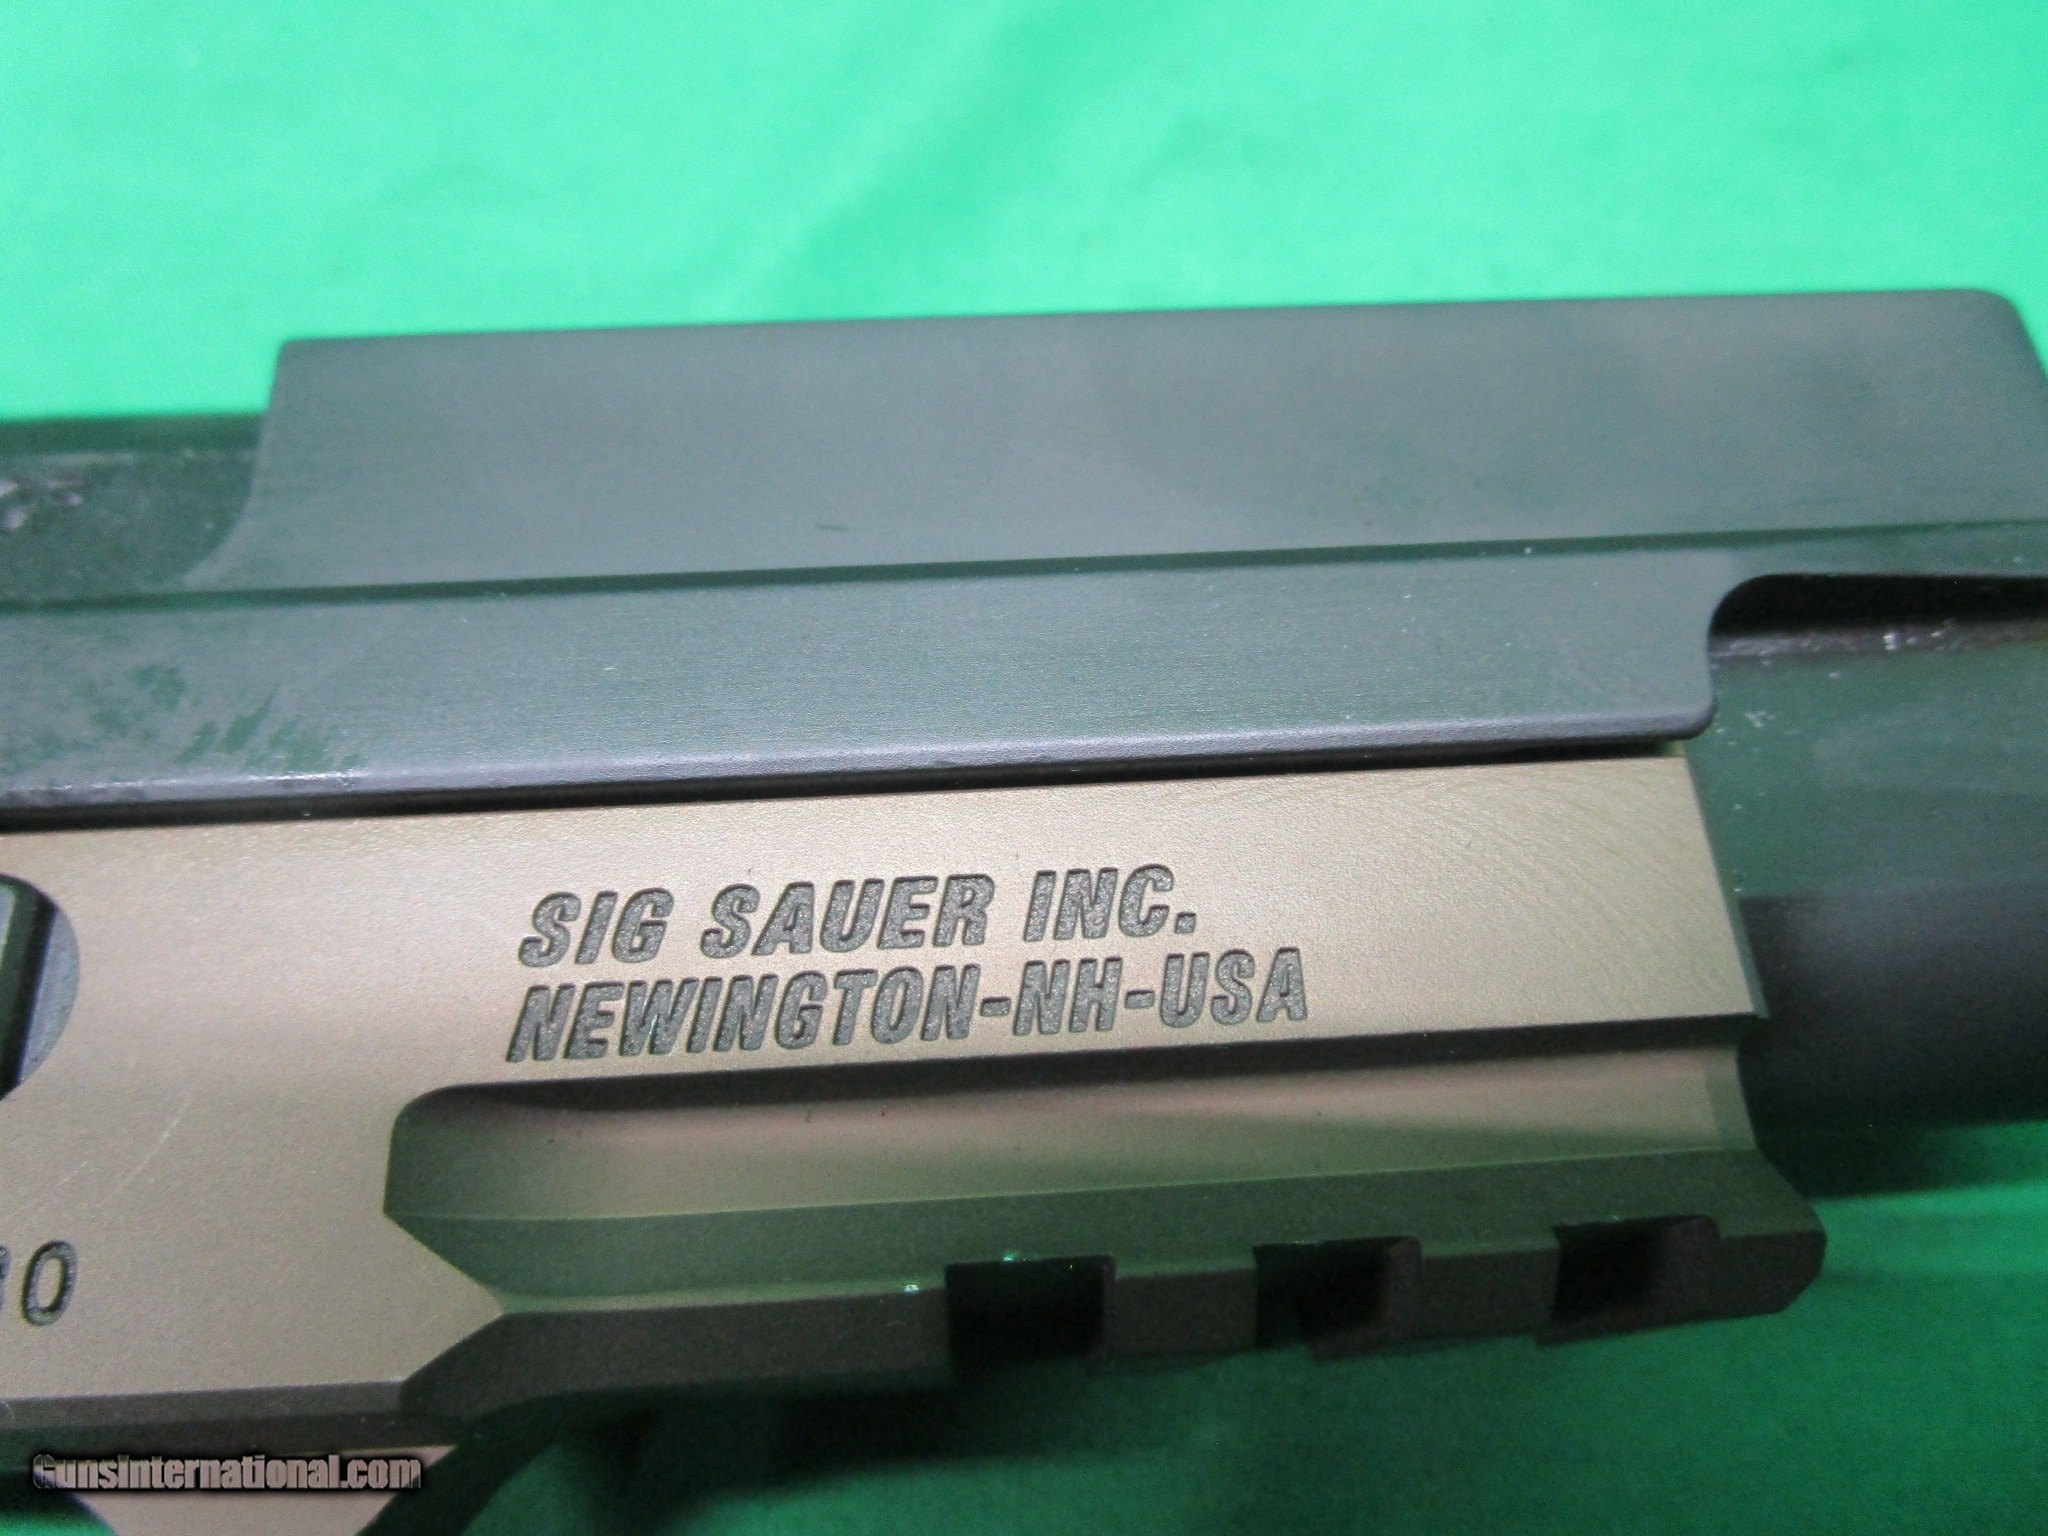 SIG SAUER INC.
NEWINGTON-NH-USA
GunsInternational.com